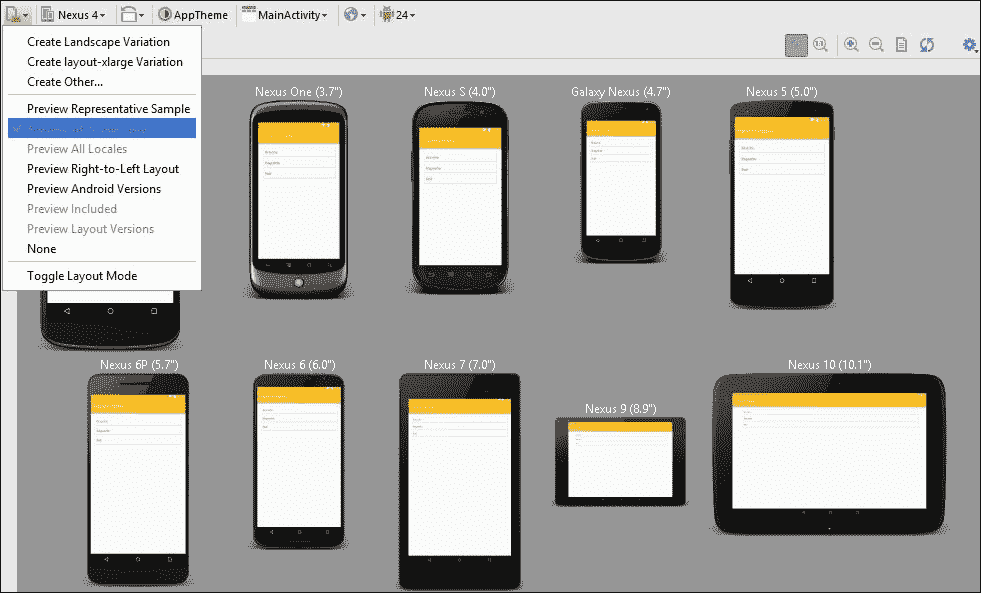 Nexus 4
AppTheme
MainActivity
24
Create Landscape Variation
Create layout-xlarge Variation
Create Other...
Preview Representative Sample
Preview All Locales
Preview Right-to-Left Layout
Preview Android Versions
Preview Included
Preview Layout Versions
None
Toggle Layout Mode
Nexus One (3.7")
Nexus S (4.0")
Galaxy Nexus (4.7")
Nexus 5 (5.0")
Nexus 6P (5.7")
Nexus 6 (6.0")
Nexus 7 (7.0")
Nexus 9 (8.9")
Nexus 10 (10.1")